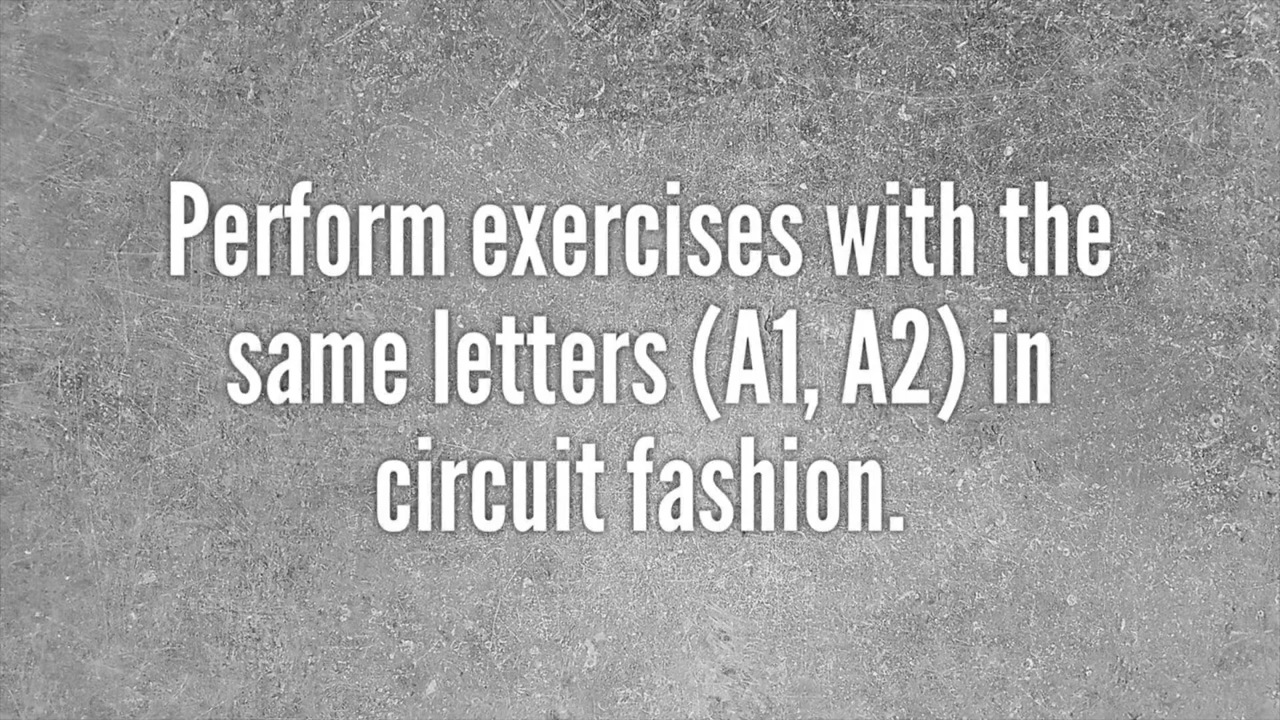 Perform exercises with the
same letters (A1, A2) in
circuit fashion.